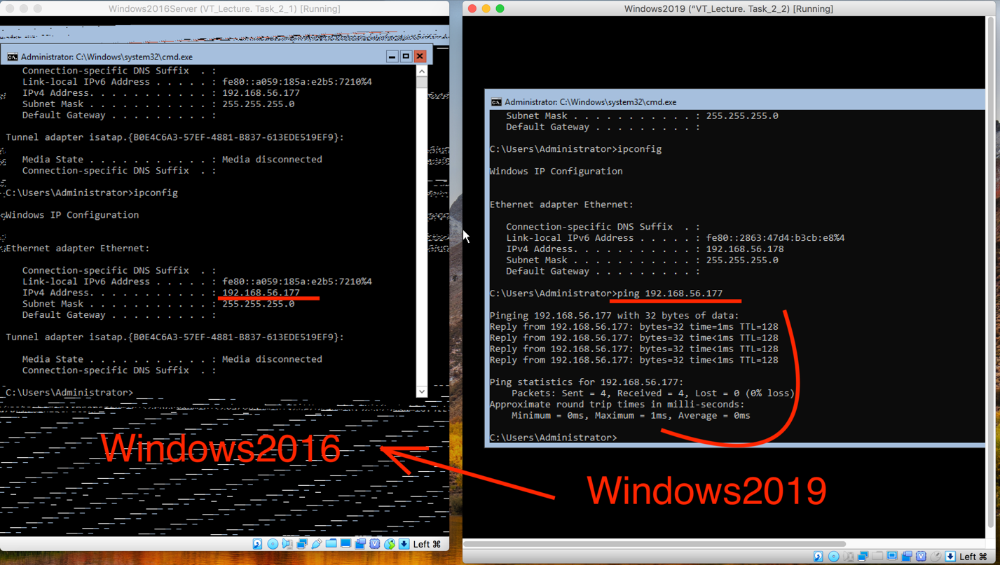 Windows2016Server (VT_Lecture. Task_2_1) [Running]
Administrator: C:\Windows\system32\cmd.exe
Connection-specific DNS Suffix  . :
Link-local IPv6 Address . . . . . : fe80::a059:185a:e2b5:7210%4
IPv4 Address. . . . . . . . . . . : 192.168.56.177
Subnet Mask . . . . . . . . . . . : 255.255.255.0
Default Gateway . . . . . . . . . :
Tunnel adapter isatap.{B0E4C6A3-57EF-4881-B837-613EDE519EF9}:
Media State . . . . . . . . . . . : Media disconnected
Connection-specific DNS Suffix  . :
C:\Users\Administrator>ipconfig
Windows IP Configuration
Ethernet adapter Ethernet:
Connection-specific DNS Suffix  . :
Link-local IPv6 Address . . . . . : fe80::a059:185a:e2b5:7210%4
IPv4 Address. . . . . . . . . . . : 192.168.56.177
Subnet Mask . . . . . . . . . . . : 255.255.255.0
Default Gateway . . . . . . . . . :
Tunnel adapter isatap.{B0E4C6A3-57EF-4881-B837-613EDE519EF9}:
Media State . . . . . . . . . . . : Media disconnected
Connection-specific DNS Suffix  . :
C:\Users\Administrator>
Windows2016
Left ⌘
Windows2019 (“VT_Lecture. Task_2_2) [Running]
Administrator: C:\Windows\system32\cmd.exe
Subnet Mask . . . . . . . . . . . : 255.255.255.0
Default Gateway . . . . . . . . . :
C:\Users\Administrator>ipconfig
Windows IP Configuration
Ethernet adapter Ethernet:
Connection-specific DNS Suffix  . :
Link-local IPv6 Address . . . . . : fe80::2863:47d4:b3cb:e8%4
IPv4 Address. . . . . . . . . . . : 192.168.56.178
Subnet Mask . . . . . . . . . . . : 255.255.255.0
Default Gateway . . . . . . . . . :
C:\Users\Administrator>ping 192.168.56.177
Pinging 192.168.56.177 with 32 bytes of data:
Reply from 192.168.56.177: bytes=32 time=1ms TTL=128
Reply from 192.168.56.177: bytes=32 time<1ms TTL=128
Reply from 192.168.56.177: bytes=32 time<1ms TTL=128
Reply from 192.168.56.177: bytes=32 time<1ms TTL=128
Ping statistics for 192.168.56.177:
Packets: Sent = 4, Received = 4, Lost = 0 (0% loss),
Approximate round trip times in milli-seconds:
Minimum = 0ms, Maximum = 1ms, Average = 0ms
C:\Users\Administrator>
Windows2019
Left ⌘